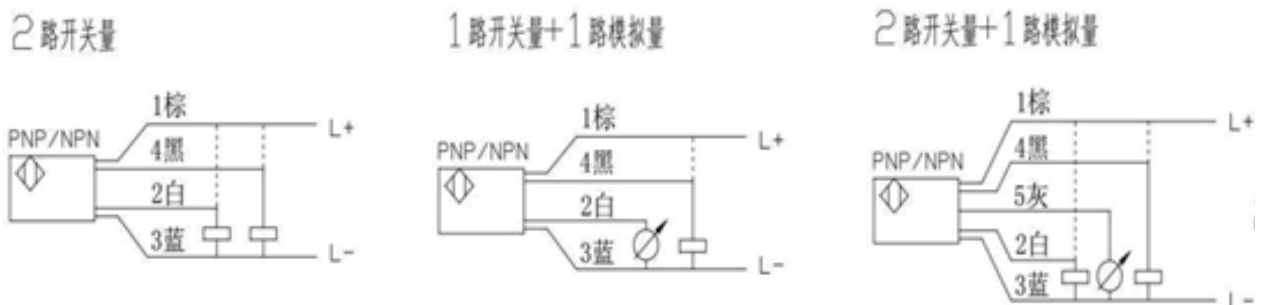 2路开关量
1棕
PNP/NPN
L+
4黑
2白
3蓝
L-
1路开关量+1路模拟量
1棕
L+
PNP/NPN
4黑
2白
3蓝
L-
2路开关量+1路模拟量
1棕
L+
PNP/NPN
4黑
5灰
2白
3蓝
L-